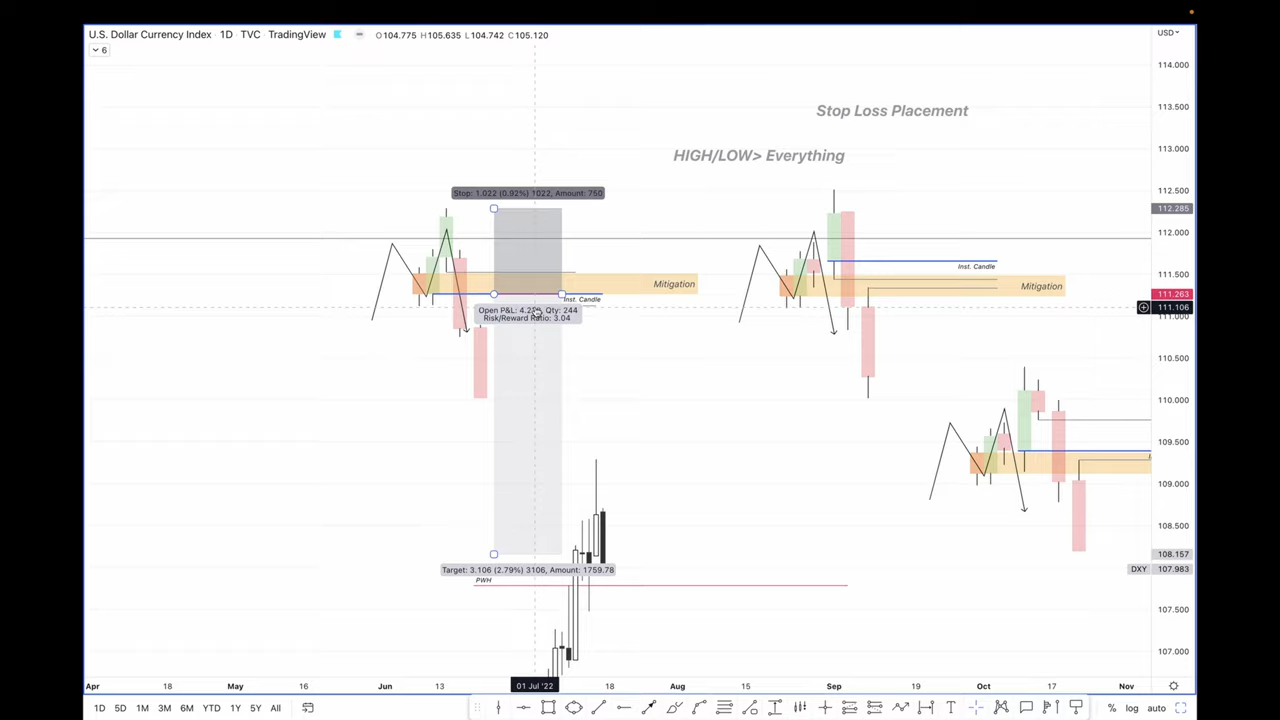 U.S. Dollar Currency Index · 1D · TVC · TradingView O104.775 H105.635 L104.742 C105.120
USD
6
114.000
113.500
Stop Loss Placement
113.000
HIGH/LOW> Everything
112.500
Stop: 1.022 (0.92%) 1022, Amount: 750
112.285
112.000
111.500
Inst. Candle
Mitigation
Mitigation
111.263
Inst. Candle
111.106
Open P&L: Qty: 244
111.000
Risk/Reward Ratio: 3.04
110.500
110.000
109.500
109.000
108.500
108.157
Target: 3.106 (2.79%) 3106, Amount: 1759.78
DXY 107.983
PWH
107.500
107.000
Apr 18 May 16 Jun 13 01 Jul '22 18 Aug 15 Sep 19 Oct 17 Nov
1D 5D 1M 3M 6M YTD 1Y 5Y All
% log auto